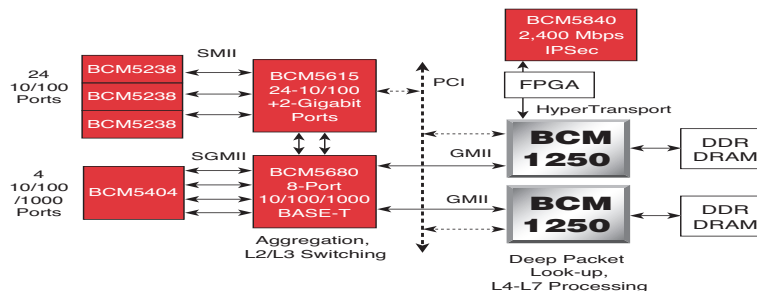 24
10/100
Ports
BCM5238
BCM5238
BCM5238
SMII
BCM5615
24-10/100
+2-Gigabit
Ports
PCI
BCM5840
2,400 Mbps
IPSec
FPGA
HyperTransport
BCM
1250
DDR
DRAM
4
10/100
/1000
Ports
BCM5404
SGMII
BCM5680
8-Port
10/100/1000
BASE-T
GMII
GMII
BCM
1250
DDR
DRAM
Aggregation,
L2/L3 Switching
Deep Packet
Look-up,
L4-L7 Processing